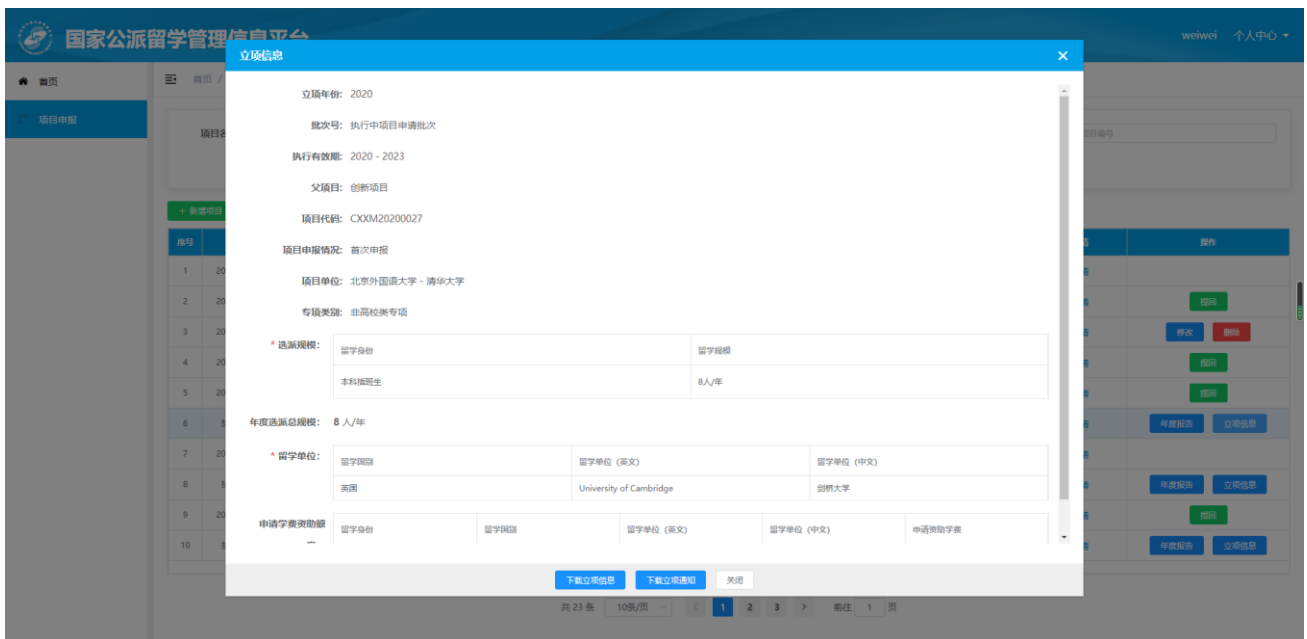 国家公派留学管理信息平台
weiwei 个人中心
首页
项目申报
首页 /
立项信息 ×
立项年份: 2020
批次号: 执行中项目申请批次
执行有效期: 2020 - 2023
父项目: 创新项目
项目代码: CXXM20200027
项目申报情况: 首次申报
项目单位: 北京外国语大学 - 清华大学
专项类别: 非高校类专项
* 选派规模: 留学身份 留学规模
本科插班生 8人/年
年度选派总规模: 8 人/年
* 留学单位: 留学国别 留学单位 (英文) 留学单位 (中文)
英国 University of Cambridge 剑桥大学
申请学费资助额 留学身份 留学国别 留学单位 (英文) 留学单位 (中文) 申请资助学费
下载立项信息 下载立项通知 关闭
+ 新增项目
序号 操作
1 20
2 20 撤回
3 20 修改 删除
4 20 撤回
5 20 撤回
6 年度报告 立项信息
7 20
8 年度报告 立项信息
9 20 撤回
10 年度报告 立项信息
共 23 条 10条/页 < 1 2 3 > 前往 1 页